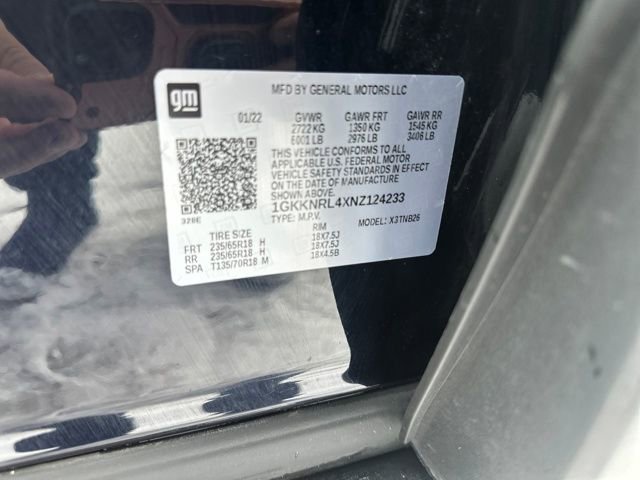 gm
MFD BY GENERAL MOTORS LLC
01/22 GVWR GAWR FRT GAWR RR
2722 KG 1350 KG 1545 KG
6001 LB 2976 LB 3406 LB
THIS VEHICLE CONFORMS TO ALL
APPLICABLE U.S. FEDERAL MOTOR
VEHICLE SAFETY STANDARDS IN EFFECT
ON THE DATE OF MANUFACTURE
SHOWN ABOVE.
1GKKNRL4XNZ124233
TYPE: M.P.V. MODEL: X3TNB26
TIRE SIZE RIM
FRT 235/65R18 H 18X7.5J
RR 235/65R18 H 18X7.5J
SPA T135/70R18 M 18X4.5B